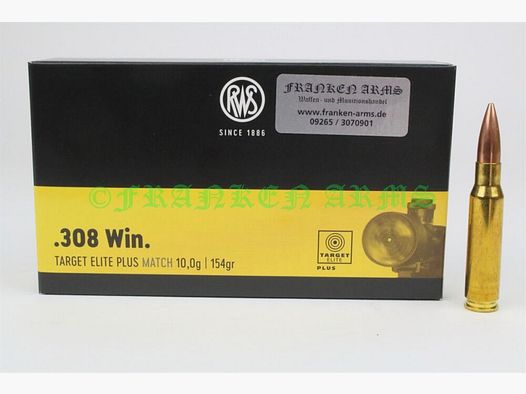 RWS
SINCE 1886
FRANKEN ARMS
Waffen- und Munitionshandel
www.franken-arms.de
09265 / 3070901
©FRANKEN ARMS
.308 Win.
TARGET ELITE PLUS MATCH 10,0g | 154gr
TARGET
ELITE
PLUS